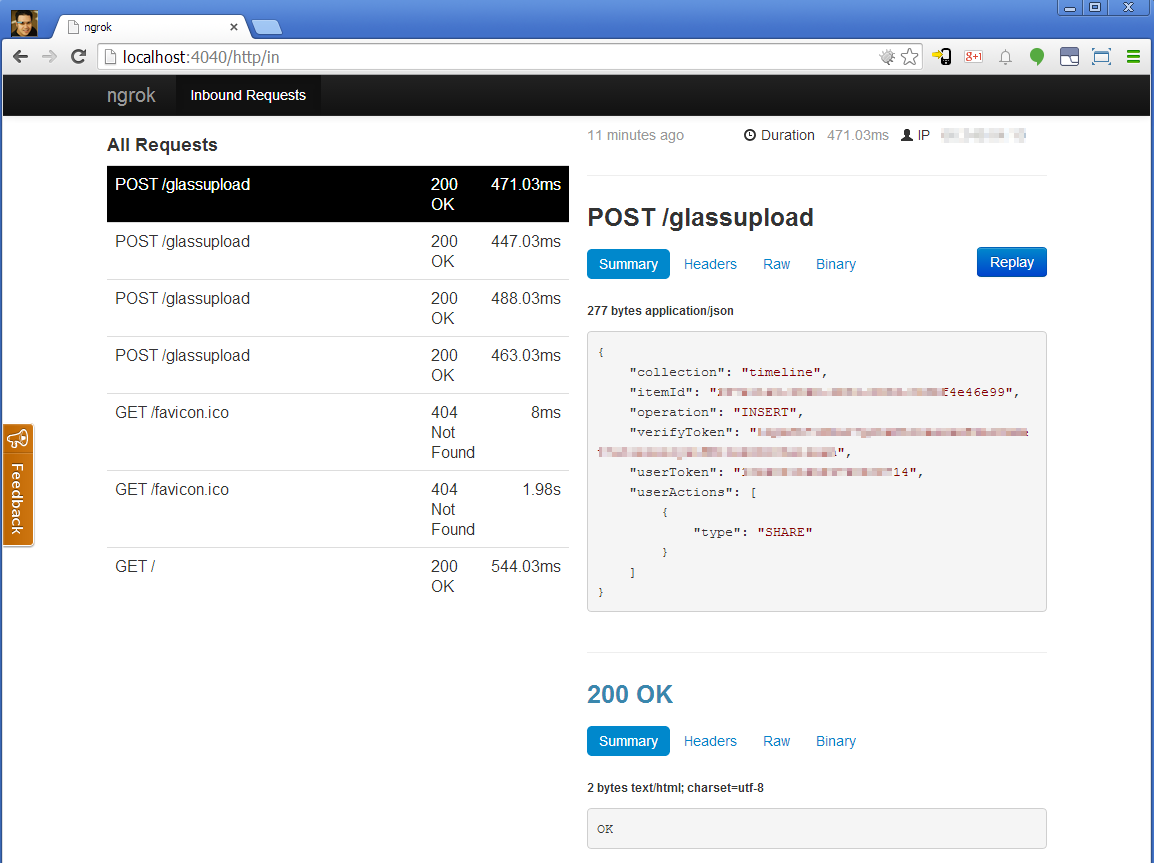 ngrok
localhost:4040/http/in
ngrok Inbound Requests
All Requests
POST /glassupload 200 OK 471.03ms
POST /glassupload 200 OK 447.03ms
POST /glassupload 200 OK 488.03ms
POST /glassupload 200 OK 463.03ms
GET /favicon.ico 404 Not Found 8ms
GET /favicon.ico 404 Not Found 1.98s
GET / 200 OK 544.03ms
Feedback
11 minutes ago Duration 471.03ms IP
POST /glassupload
Summary Headers Raw Binary Replay
277 bytes application/json
{
"collection": "timeline",
"itemId": " f4e46e99",
"operation": "INSERT",
"verifyToken": "
",
"userToken": " 14",
"userActions": [
{
"type": "SHARE"
}
]
}
200 OK
Summary Headers Raw Binary
2 bytes text/html; charset=utf-8
OK